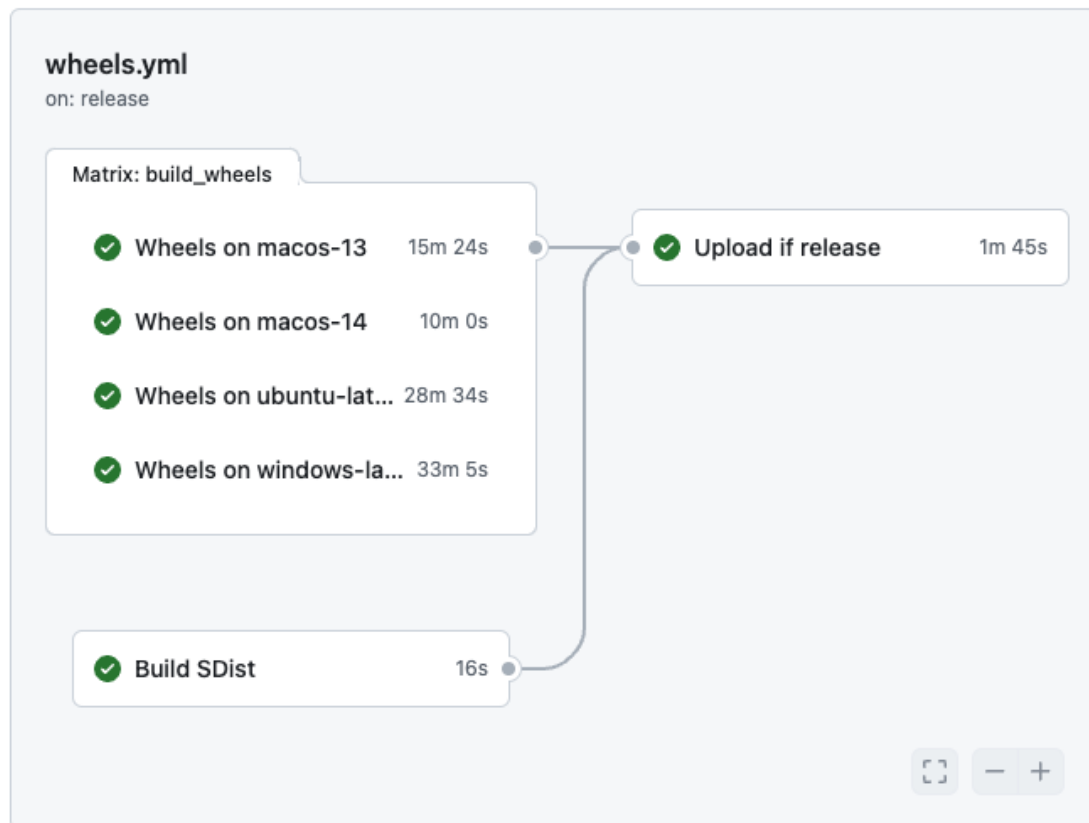 wheels.yml
on: release
Matrix: build_wheels
Wheels on macos-13 15m 24s
Wheels on macos-14 10m 0s
Wheels on ubuntu-lat... 28m 34s
Wheels on windows-la... 33m 5s
Upload if release 1m 45s
Build SDist 16s